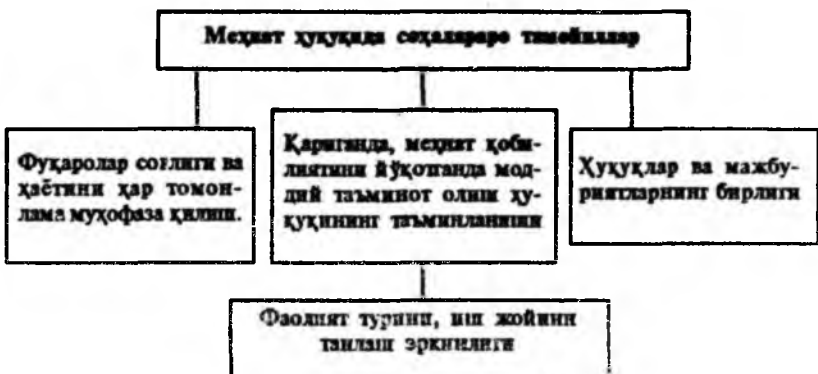 Меҳнат ҳуқуқида соҳалараро тамойиллар
Фуқаролар соғлиги ва
ҳаётини ҳар томон-
лама муҳофаза қилиш.
Қариганда, меҳнат қоби-
лиятини йўқотганда мод-
дий таъминот олиш ҳу-
қуқининг таъминланиши
Ҳуқуқлар ва мажбу-
риятларнинг бирлиги
Фаолият турини, иш жойини
танлаш эркинлиги